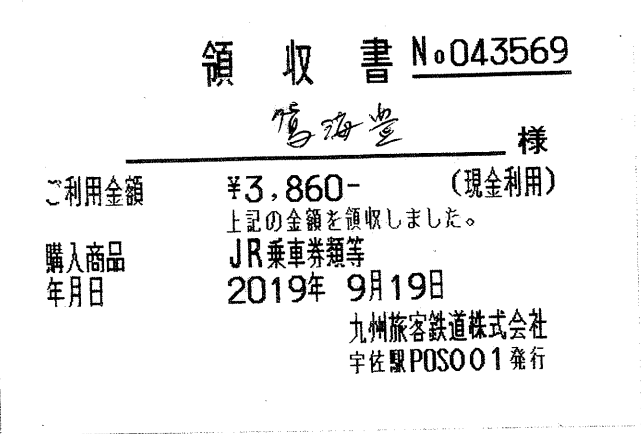 領収書 No043569
鳴海堂 様
ご利用金額 ¥3,860- (現金利用)
上記の金額を領収しました。
購入商品 JR乗車券類等
年月日 2019年 9月19日
九州旅客鉄道株式会社
宇佐駅POS001発行